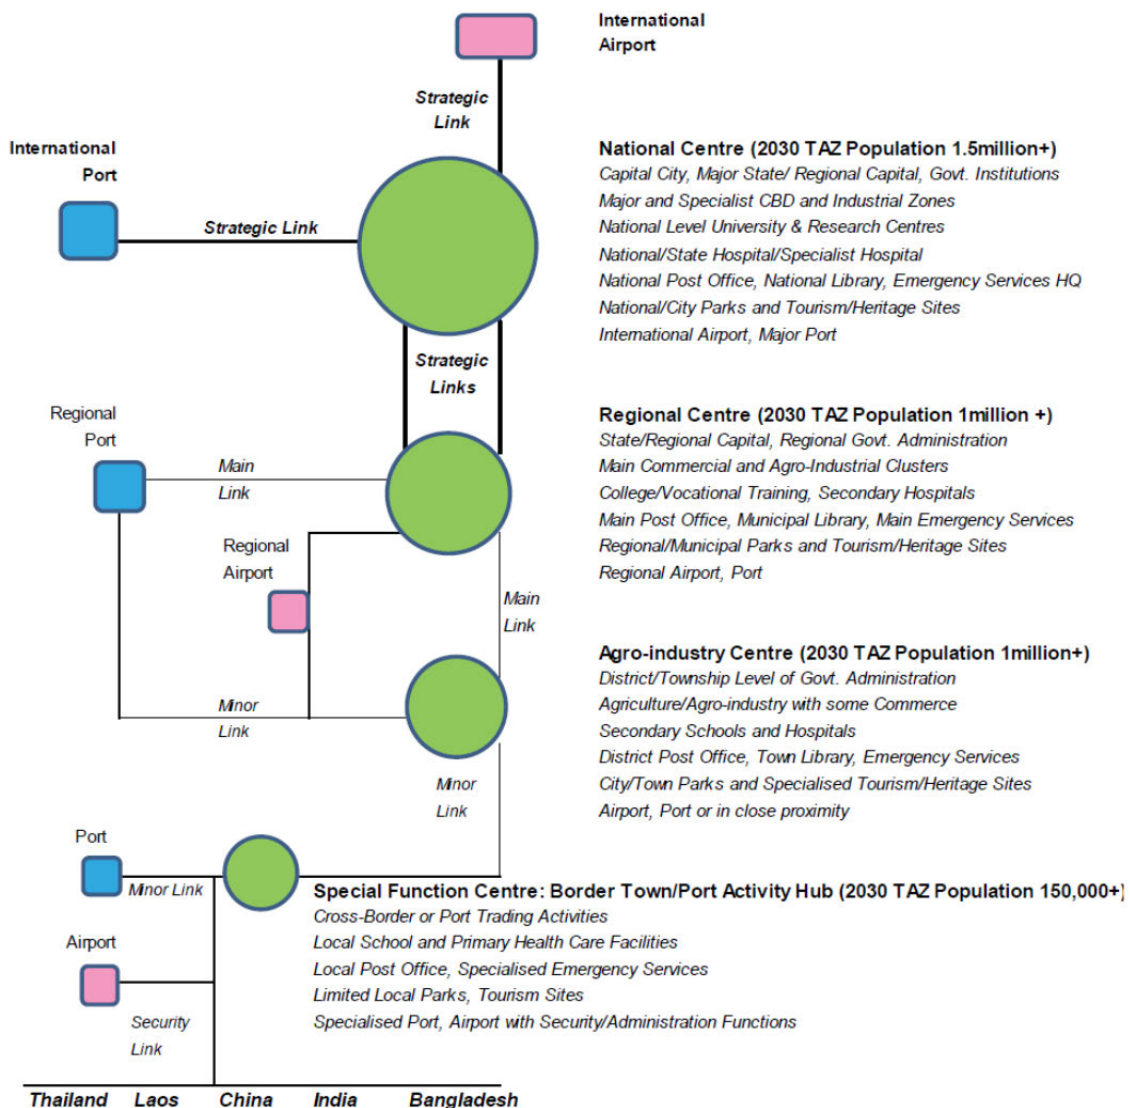 International
Airport
Strategic
Link
International
Port
Strategic Link
National Centre (2030 TAZ Population 1.5million+)
Capital City, Major State/ Regional Capital, Govt. Institutions
Major and Specialist CBD and Industrial Zones
National Level University & Research Centres
National/State Hospital/Specialist Hospital
National Post Office, National Library, Emergency Services HQ
National/City Parks and Tourism/Heritage Sites
International Airport, Major Port
Strategic
Links
Regional
Port
Main
Link
Regional Centre (2030 TAZ Population 1million +)
State/Regional Capital, Regional Govt. Administration
Main Commercial and Agro-Industrial Clusters
College/Vocational Training, Secondary Hospitals
Main Post Office, Municipal Library, Main Emergency Services
Regional/Municipal Parks and Tourism/Heritage Sites
Regional Airport, Port
Regional
Airport
Main
Link
Minor
Link
Agro-industry Centre (2030 TAZ Population 1million+)
District/Township Level of Govt. Administration
Agriculture/Agro-industry with some Commerce
Secondary Schools and Hospitals
District Post Office, Town Library, Emergency Services
City/Town Parks and Specialised Tourism/Heritage Sites
Airport, Port or in close proximity
Minor
Link
Port
Minor Link
Special Function Centre: Border Town/Port Activity Hub (2030 TAZ Population 150,000+)
Cross-Border or Port Trading Activities
Local School and Primary Health Care Facilities
Local Post Office, Specialised Emergency Services
Limited Local Parks, Tourism Sites
Specialised Port, Airport with Security/Administration Functions
Airport
Security
Link
Thailand Laos China India Bangladesh